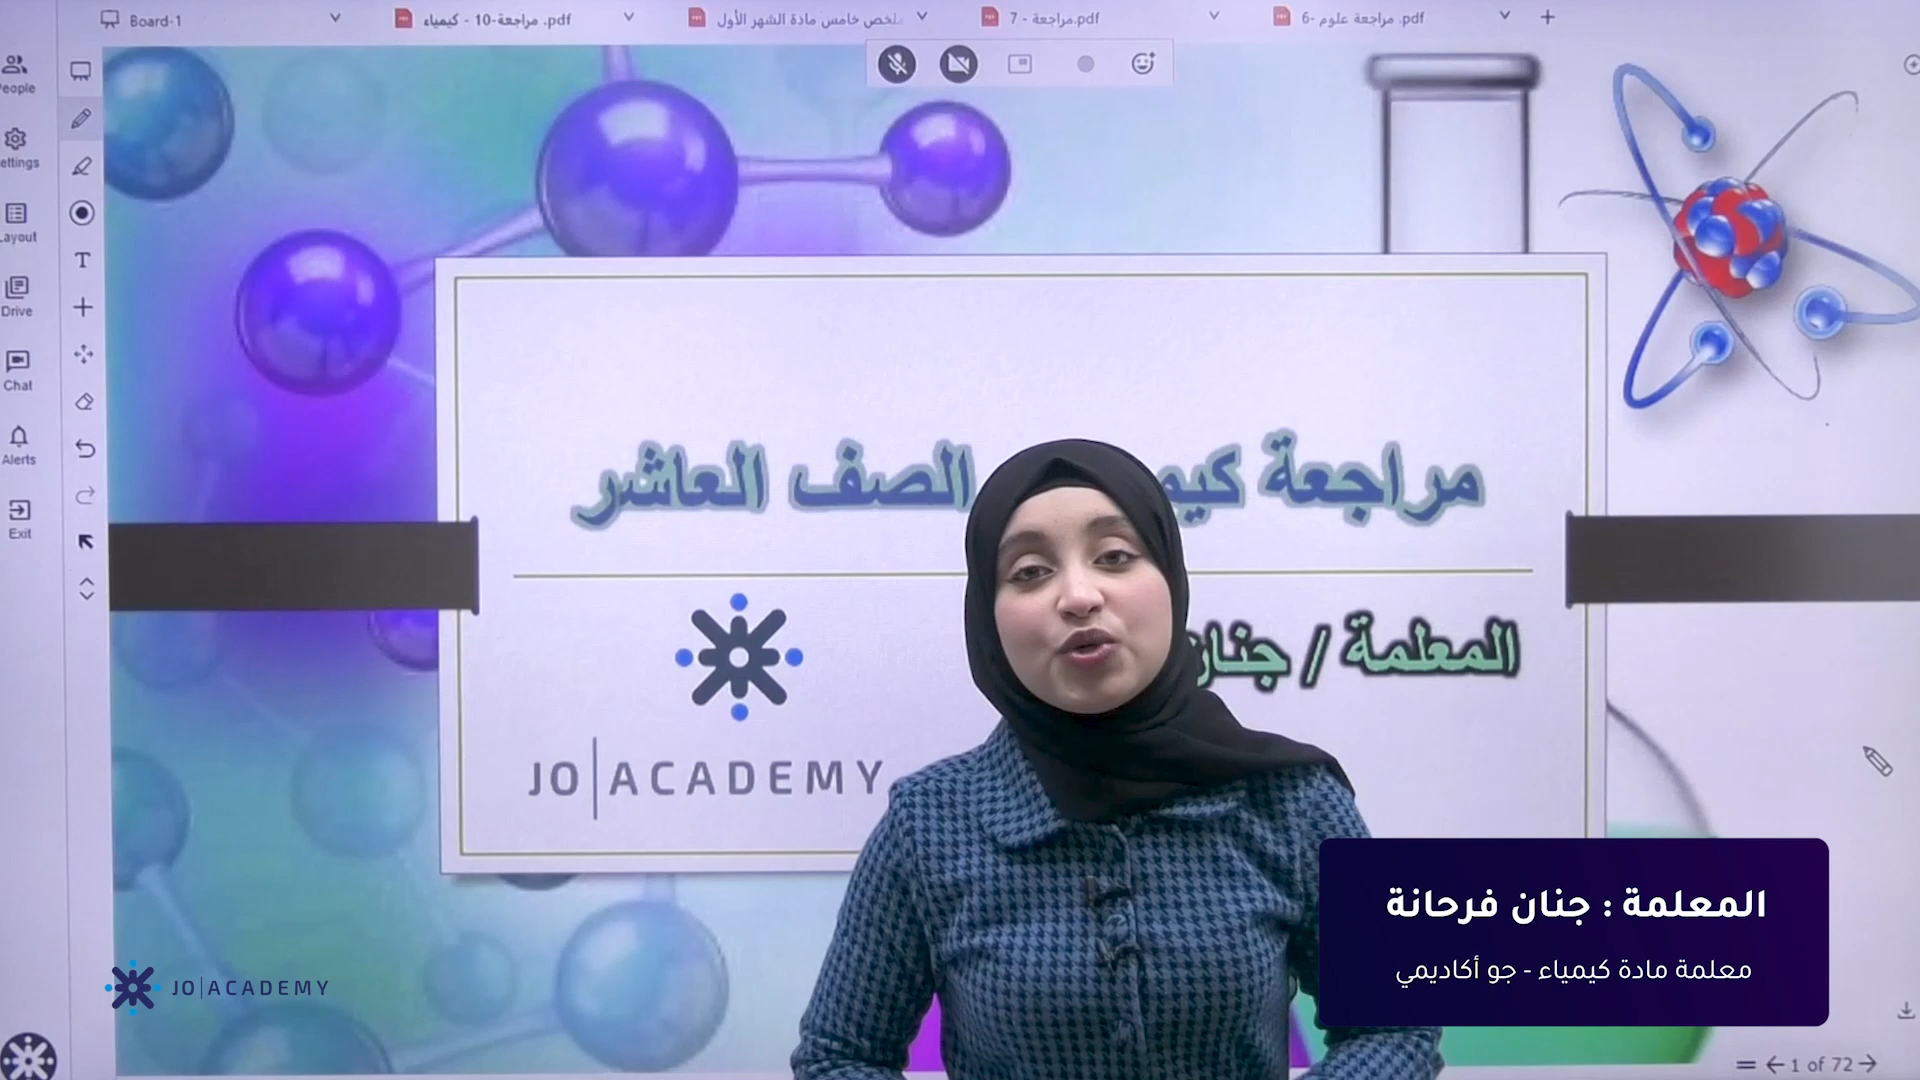 Board-1
مراجعة-10 - كيمياء .pdf
ملخص خامس مادة الشهر الأول
7 - مراجعة.pdf
6- مراجعة علوم .pdf
People
Settings
Layout
Drive
Chat
Alerts
Exit
T
مراجعة كيم الصف العاشر
المعلمة / جنان
JO ACADEMY
المعلمة : جنان فرحانة
معلمة مادة كيمياء - جو أكاديمي
JO ACADEMY
1 of 72